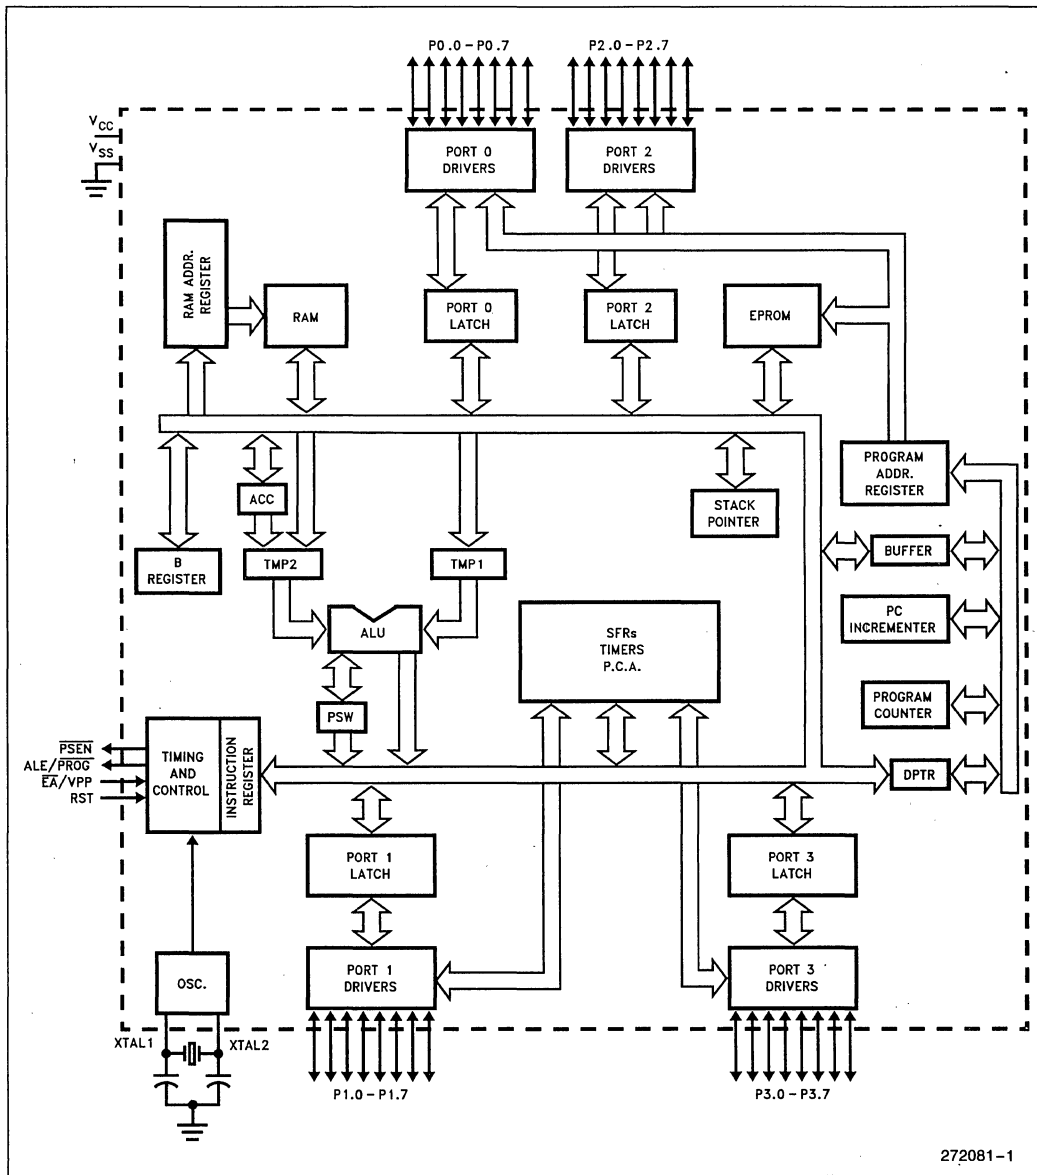 P0.0 – P0.7
P2.0 – P2.7
VCC
VSS
PORT 0
DRIVERS
PORT 2
DRIVERS
RAM ADDR.
REGISTER
RAM
PORT 0
LATCH
PORT 2
LATCH
EPROM
PROGRAM
ADDR.
REGISTER
ACC
STACK
POINTER
B
REGISTER
TMP2
TMP1
BUFFER
ALU
SFRs
TIMERS
P.C.A.
PC
INCREMENTER
PSW
PROGRAM
COUNTER
PSEN
ALE/PROG
EA/VPP
RST
TIMING
AND
CONTROL
INSTRUCTION
REGISTER
DPTR
PORT 1
LATCH
PORT 3
LATCH
OSC.
PORT 1
DRIVERS
PORT 3
DRIVERS
XTAL1
XTAL2
P1.0 – P1.7
P3.0 – P3.7
272081–1